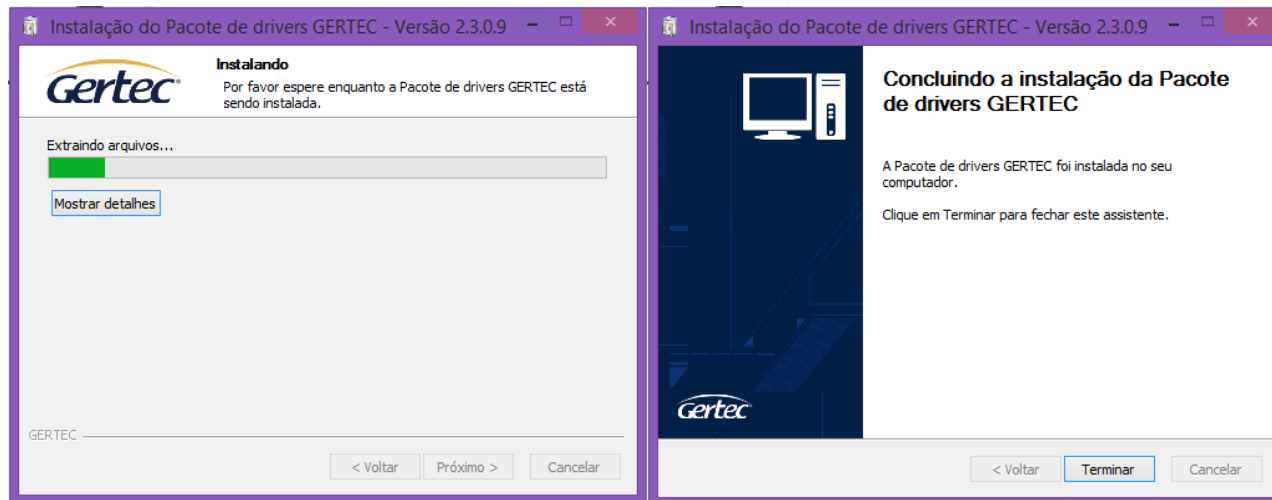 Instalação do Pacote de drivers GERTEC - Versão 2.3.0.9
Gertec
Instalando
Por favor espere enquanto a Pacote de drivers GERTEC está
sendo instalada.
Extraindo arquivos...
Mostrar detalhes
GERTEC
< Voltar
Próximo >
Cancelar
Instalação do Pacote de drivers GERTEC - Versão 2.3.0.9
Concluindo a instalação da Pacote
de drivers GERTEC
A Pacote de drivers GERTEC foi instalada no seu
computador.
Clique em Terminar para fechar este assistente.
Gertec
< Voltar
Terminar
Cancelar